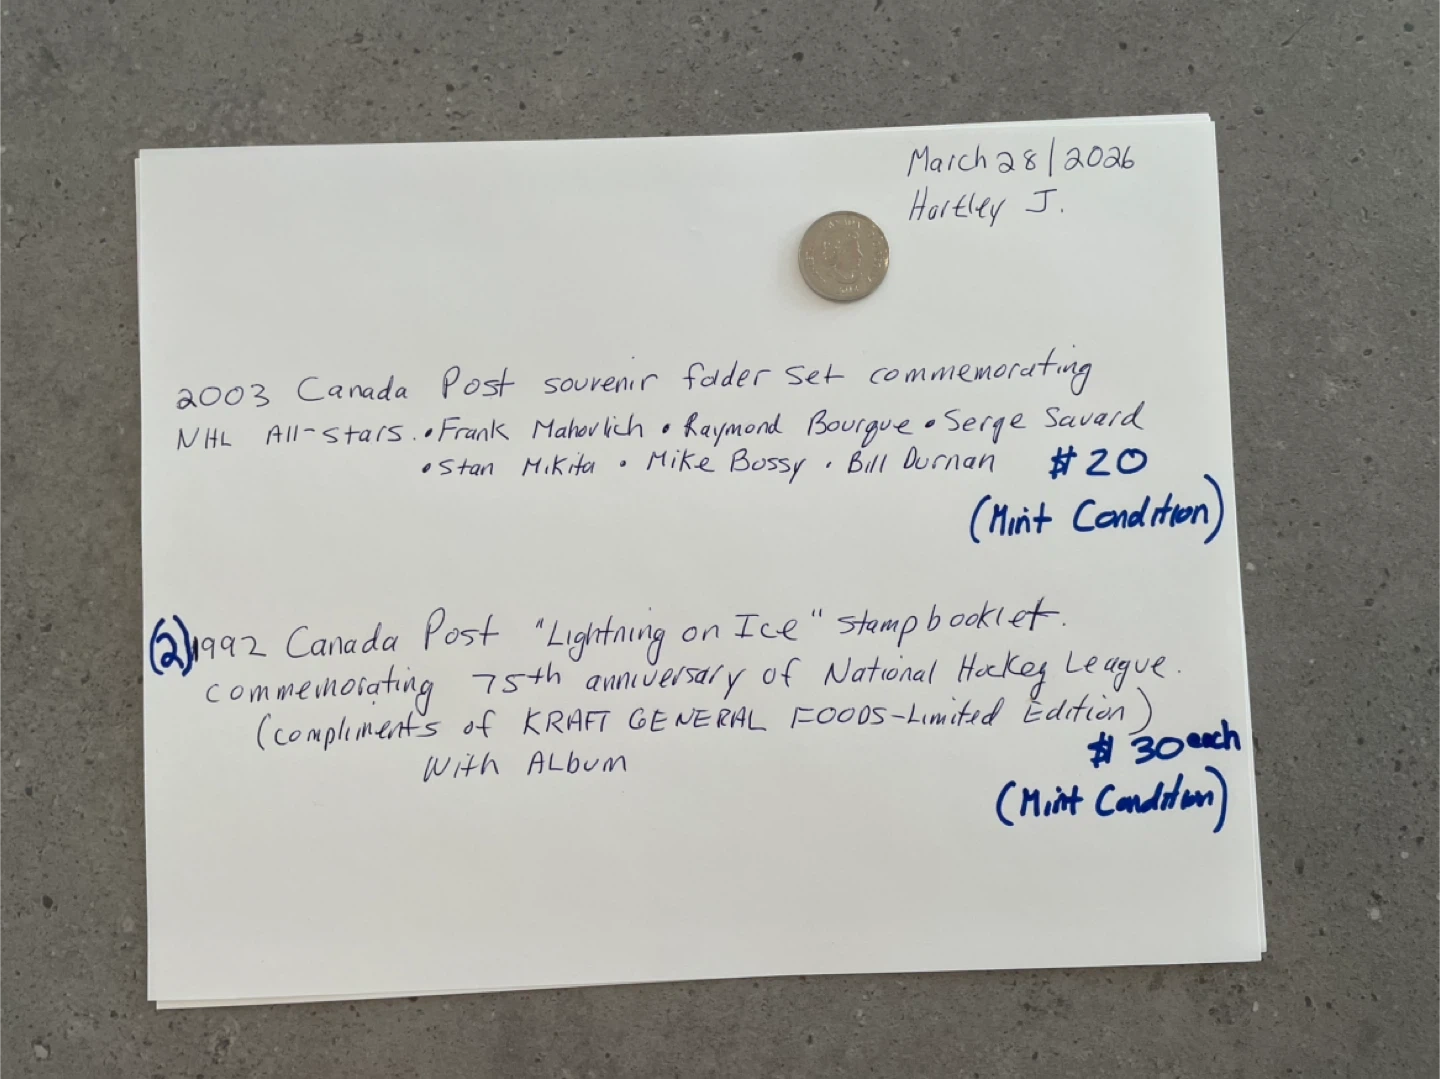 March 28/2026
Hartley J.
2003 Canada Post souvenir folder set commemorating
NHL All-Stars. • Frank Mahovlich • Raymond Bourque • Serge Savard
• Stan Mikita • Mike Bossy • Bill Durnan $20
(Mint Condition)
(2) 1992 Canada Post "Lightning on Ice" stamp booklet.
commemorating 75th anniversary of National Hockey League.
(compliments of KRAFT GENERAL FOODS-Limited Edition)
With ALbum $30 each
(Mint Condition)